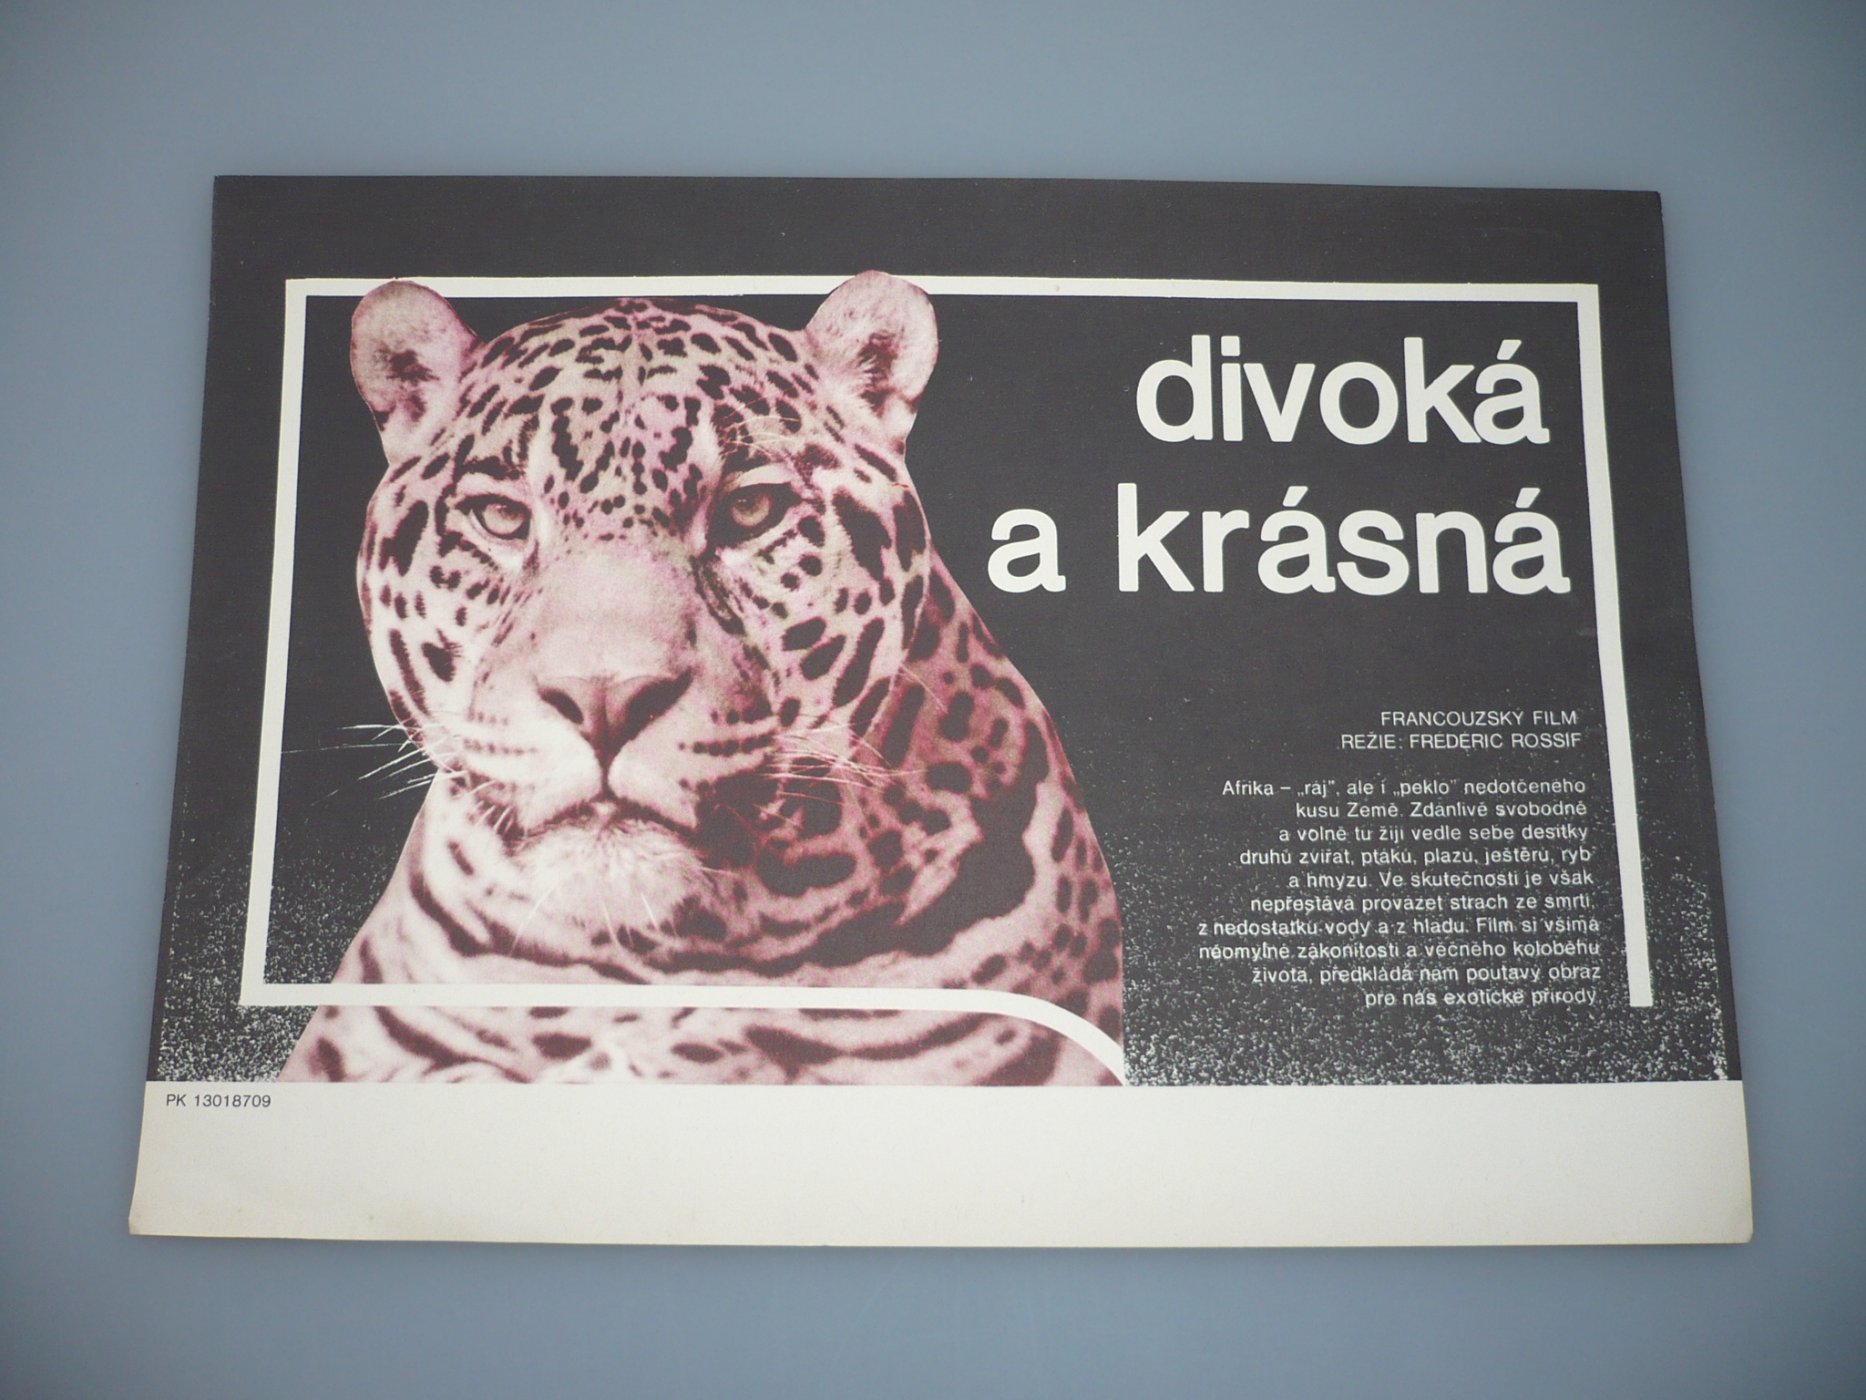 divoká
a krásná
FRANCOUZSKÝ FILM
REŽIE: FRÉDÉRIC ROSSIF
Afrika – „ráj", ale i „peklo" nedotčeného
kusu Země. Zdánlivě svobodně
a volně tu žijí vedle sebe desítky
druhů zvířat, ptáků, plazů, ještěrů, ryb
a hmyzu. Ve skutečnosti je však
nepřestává provázet strach ze smrti,
z nedostatku vody a z hladu. Film si všímá
neomylné zákonitosti a věčného koloběhu
života, předkládá nám poutavý obraz
pro nás exotické přírody.
PK 13018709